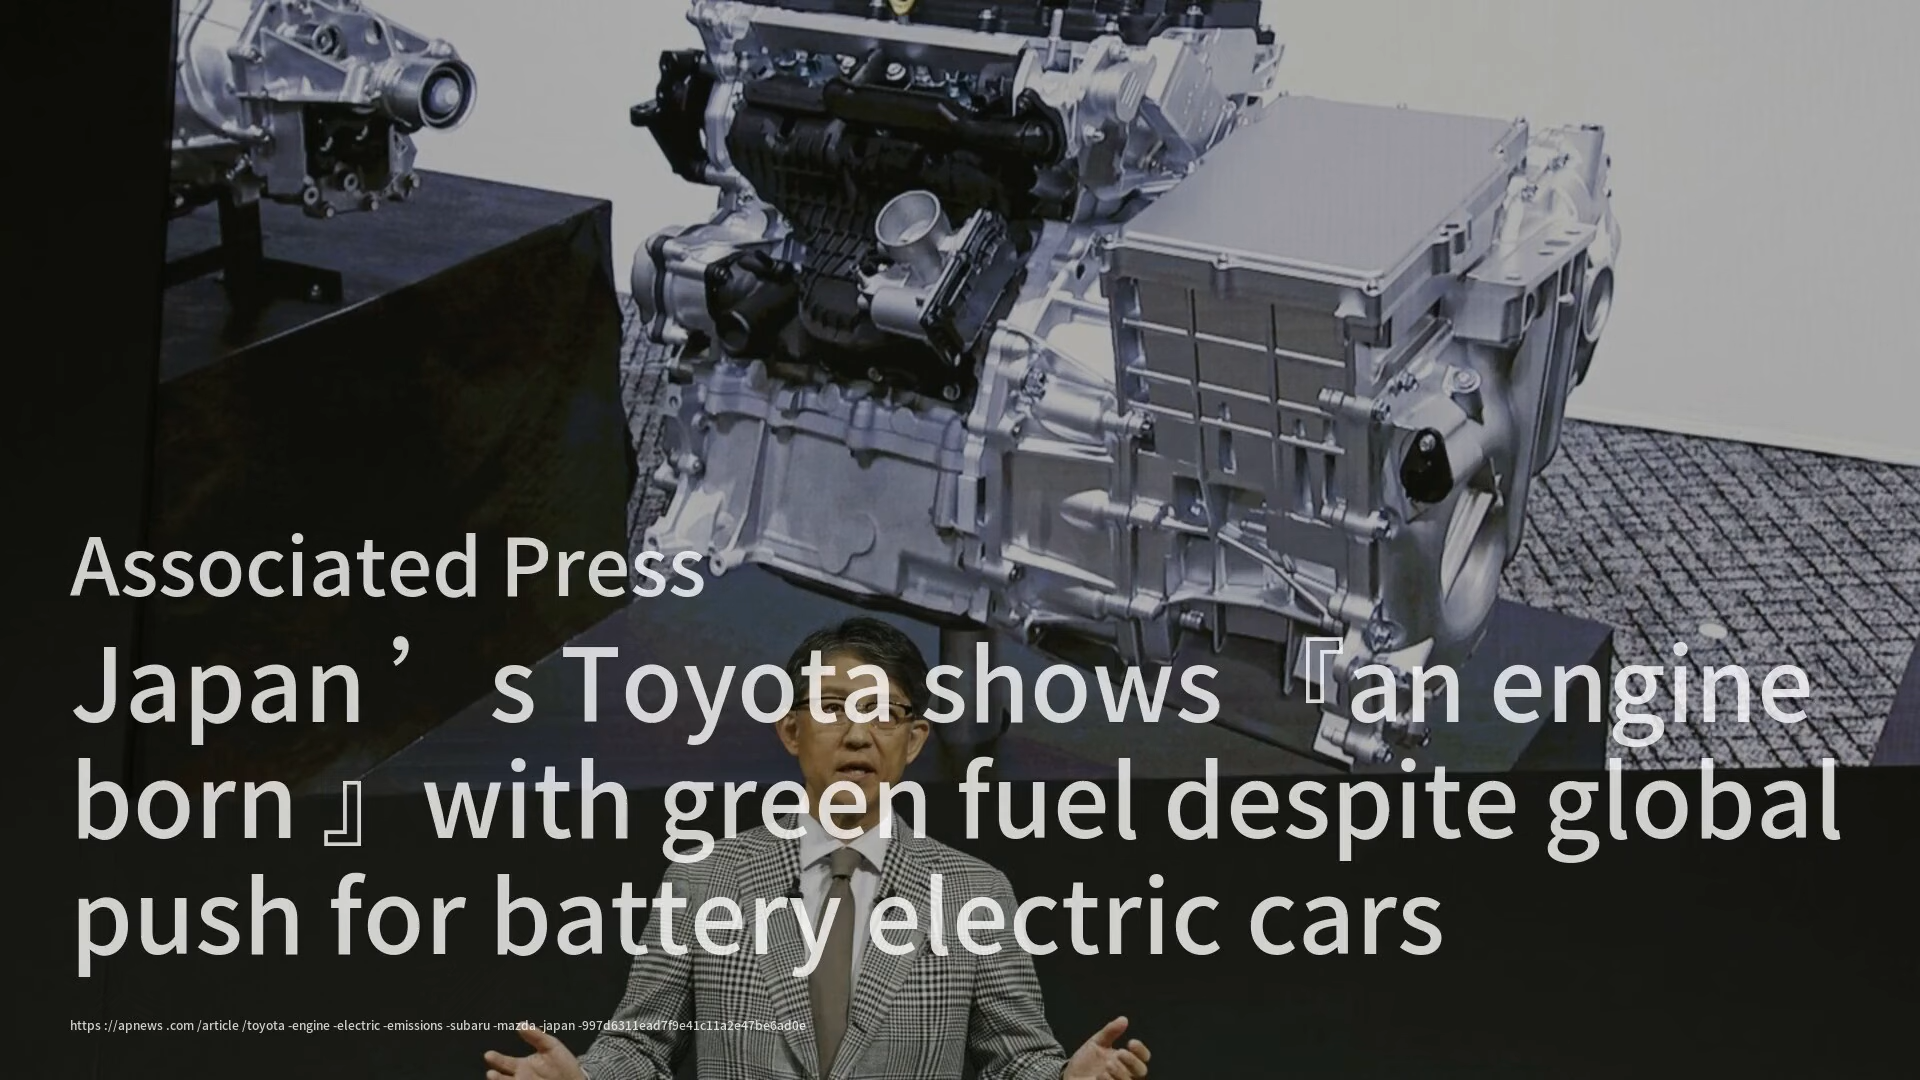 Associated Press
Japan’s Toyota shows 『an engine
born 』 with green fuel despite global
push for battery electric cars
https ://apnews .com /article /toyota -engine -electric -emissions -subaru -mazda -japan -997d6311ead7f9e41c11a2e47be6ad0e